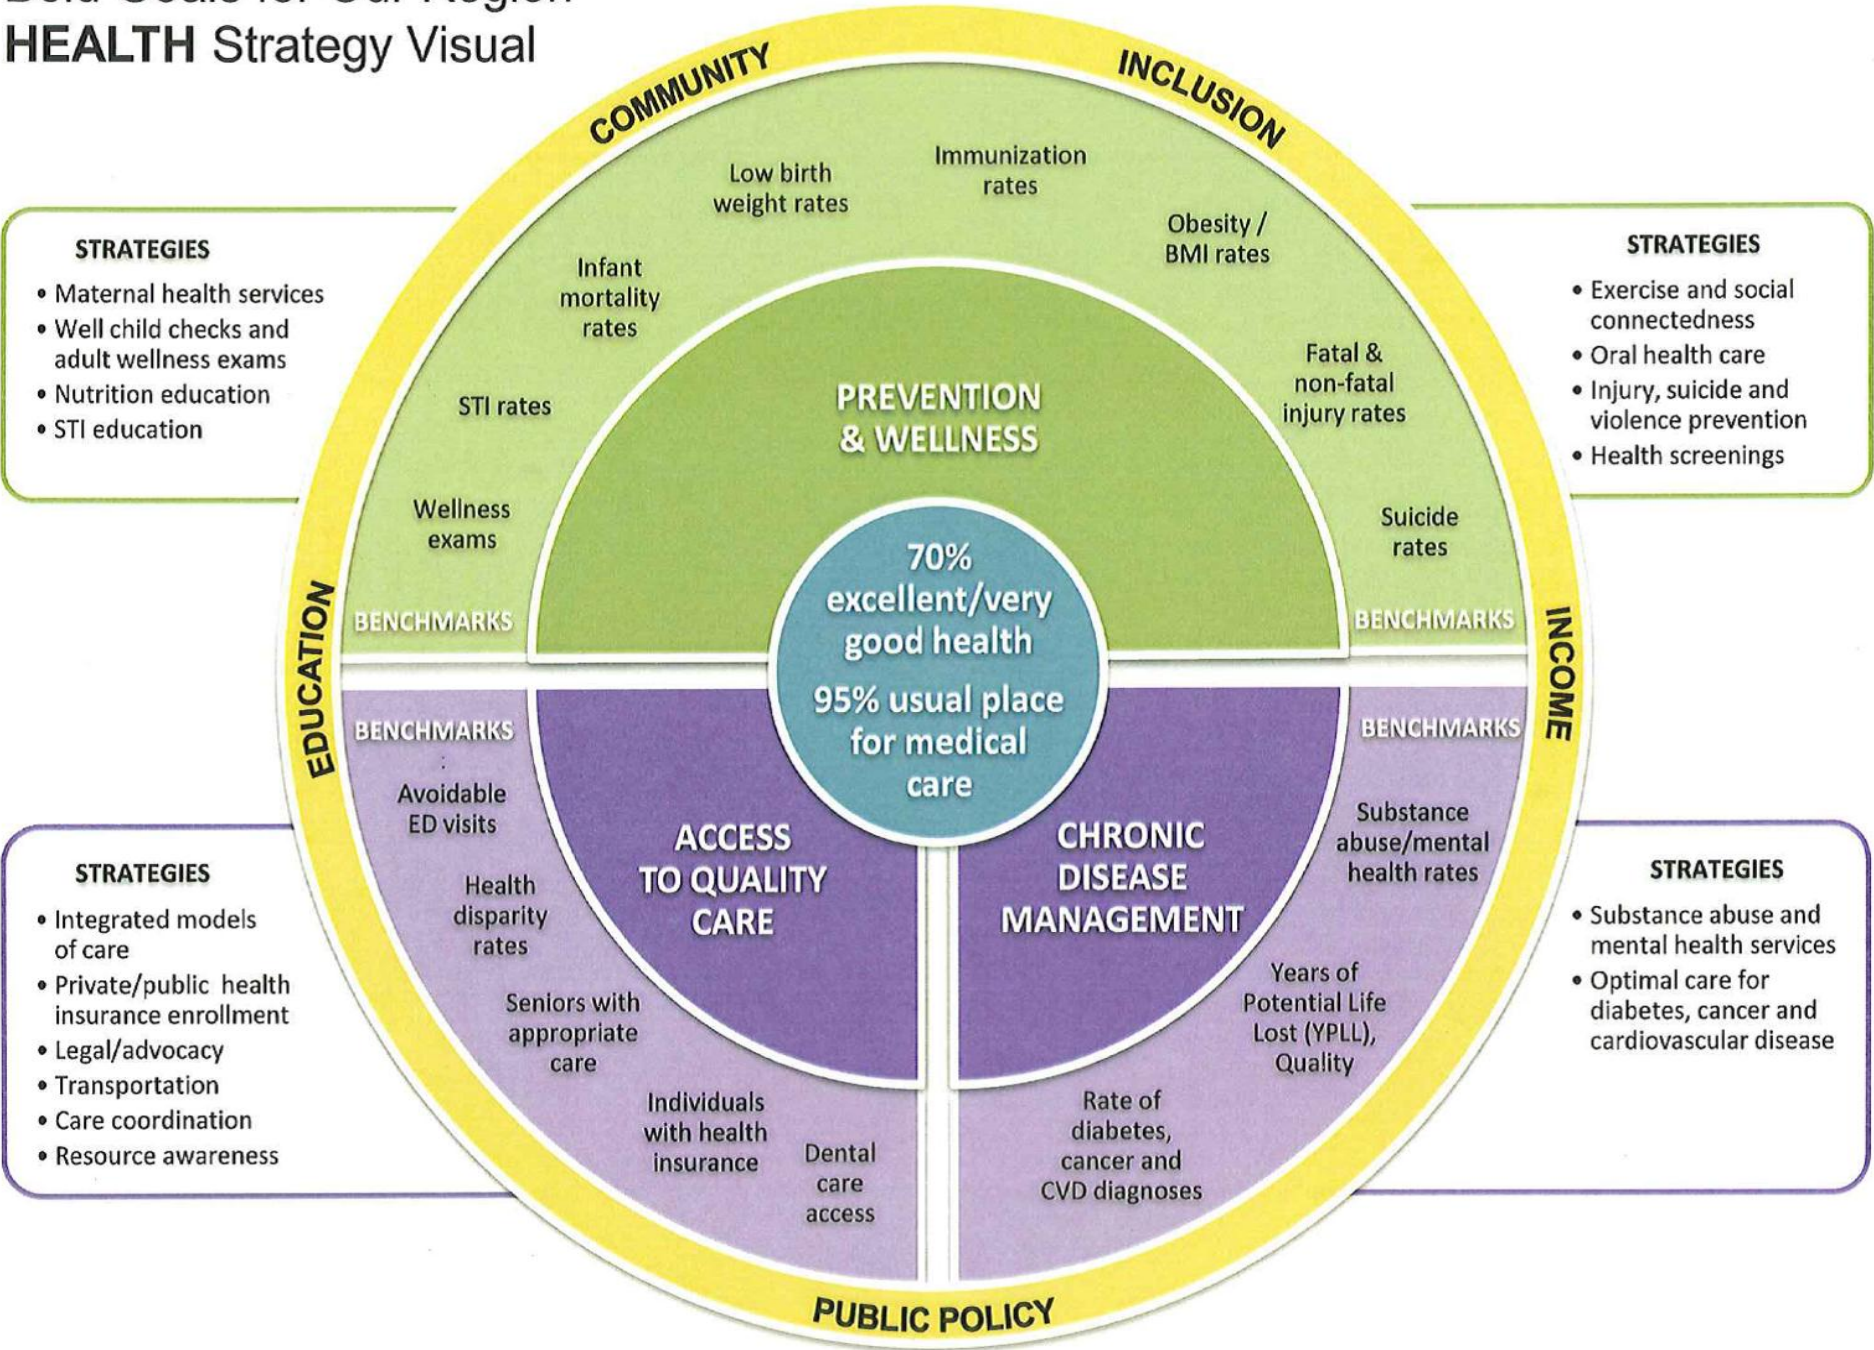 HEALTH Strategy Visual
COMMUNITY
INCLUSION
EDUCATION
INCOME
PUBLIC POLICY
STRATEGIES
• Maternal health services
• Well child checks and
adult wellness exams
• Nutrition education
• STI education
STRATEGIES
• Exercise and social
connectedness
• Oral health care
• Injury, suicide and
violence prevention
• Health screenings
Low birth
weight rates
Immunization
rates
Obesity /
BMI rates
Infant
mortality
rates
Fatal &
non-fatal
injury rates
STI rates
Wellness
exams
Suicide
rates
BENCHMARKS
BENCHMARKS
PREVENTION
& WELLNESS
70%
excellent/very
good health
95% usual place
for medical
care
BENCHMARKS
Avoidable
ED visits
Health
disparity
rates
Seniors with
appropriate
care
Individuals
with health
insurance
Dental
care
access
ACCESS
TO QUALITY
CARE
CHRONIC
DISEASE
MANAGEMENT
BENCHMARKS
Substance
abuse/mental
health rates
Years of
Potential Life
Lost (YPLL),
Quality
Rate of
diabetes,
cancer and
CVD diagnoses
STRATEGIES
• Integrated models
of care
• Private/public health
insurance enrollment
• Legal/advocacy
• Transportation
• Care coordination
• Resource awareness
STRATEGIES
• Substance abuse and
mental health services
• Optimal care for
diabetes, cancer and
cardiovascular disease